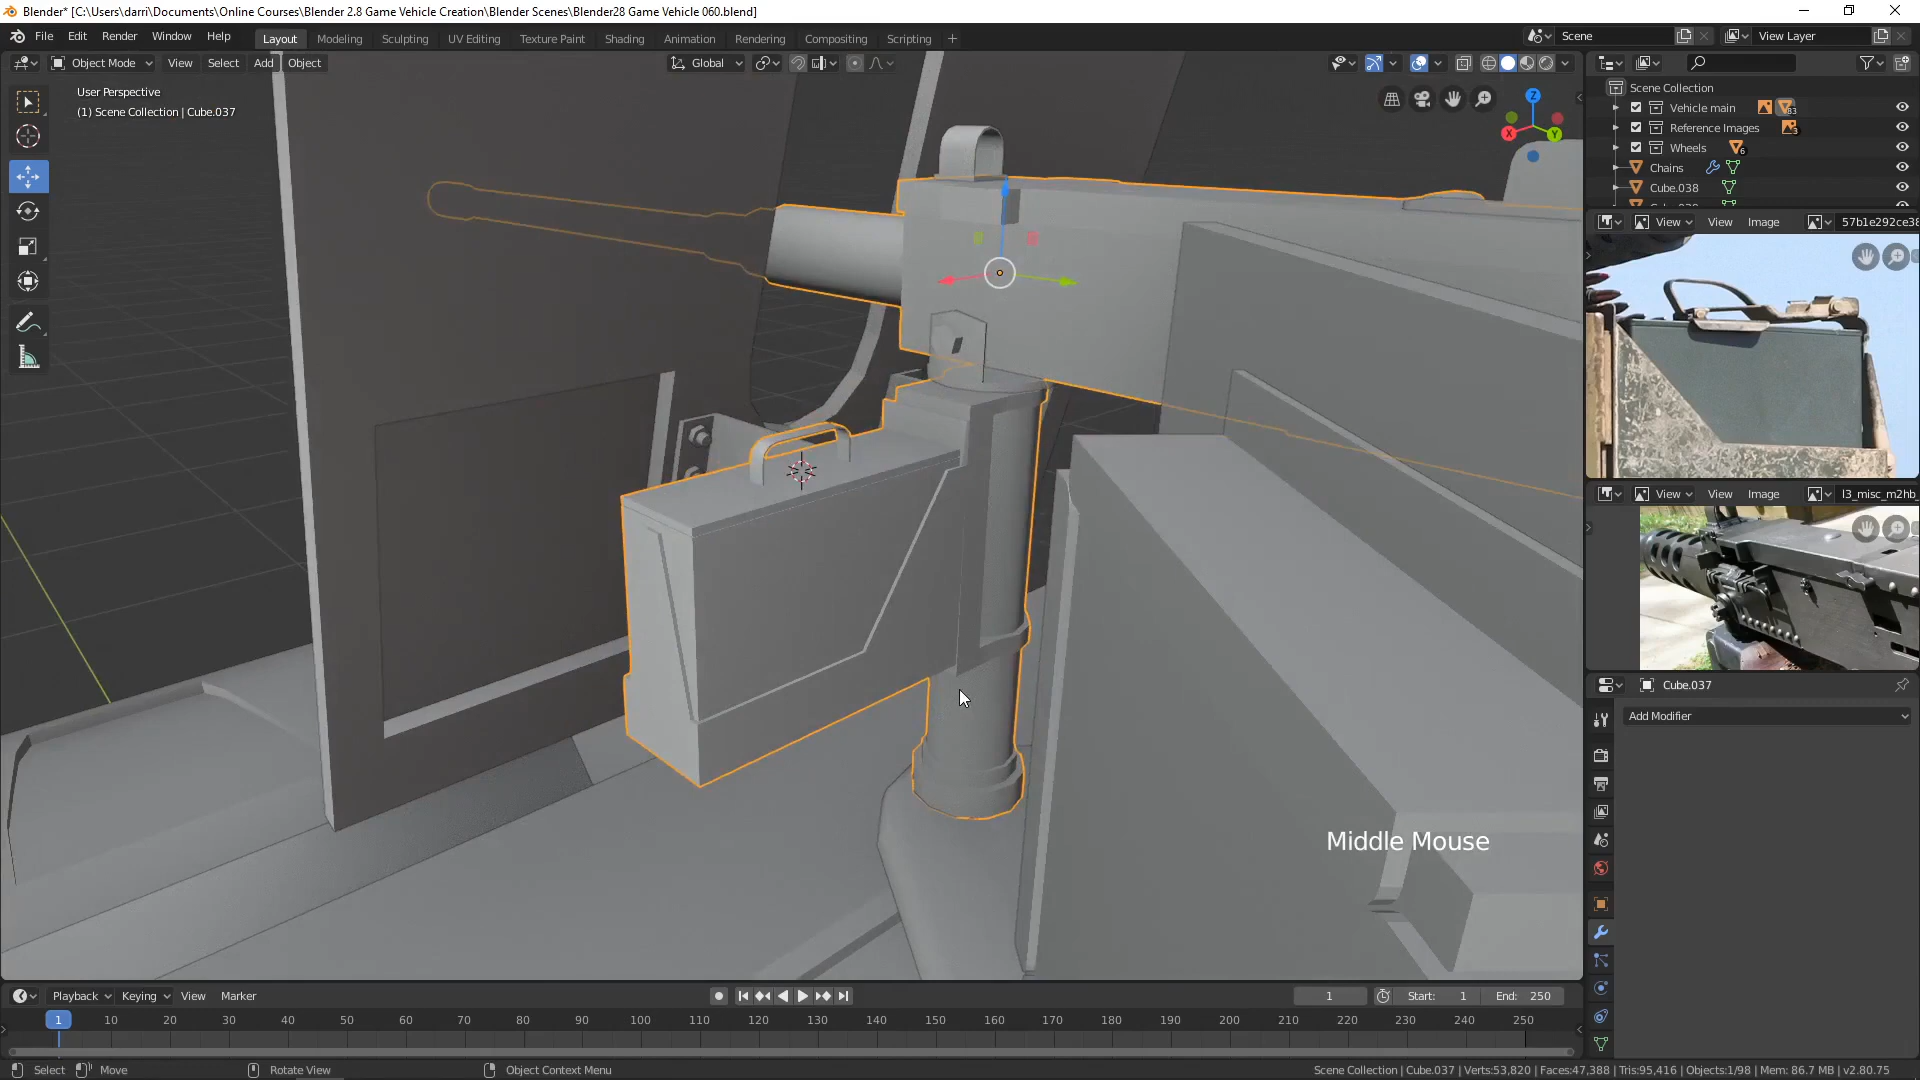 Blender* [C:\Users\darri\Documents\Online Courses\Blender 2.8 Game Vehicle Creation\Blender Scenes\Blender28 Game Vehicle 060.blend]
File Edit Render Window Help
Layout Modeling Sculpting UV Editing Texture Paint Shading Animation Rendering Compositing Scripting +
Scene
View Layer
Object Mode View Select Add Object
Global
User Perspective
(1) Scene Collection | Cube.037
Z
X
Y
Scene Collection
Vehicle main 83
Reference Images 3
Wheels 6
Chains
Cube.038
View View Image 57b1e292ce38
View View Image l3_misc_m2hb_
Cube.037
Add Modifier
Middle Mouse
Playback Keying View Marker
1 Start: 1 End: 250
1 10 20 30 40 50 60 70 80 90 100 110 120 130 140 150 160 170 180 190 200 210 220 230 240 250
Select Move Rotate View Object Context Menu
Scene Collection | Cube.037 | Verts:53,820 | Faces:47,388 | Tris:95,416 | Objects:1/98 | Mem: 86.7 MB | v2.80.75